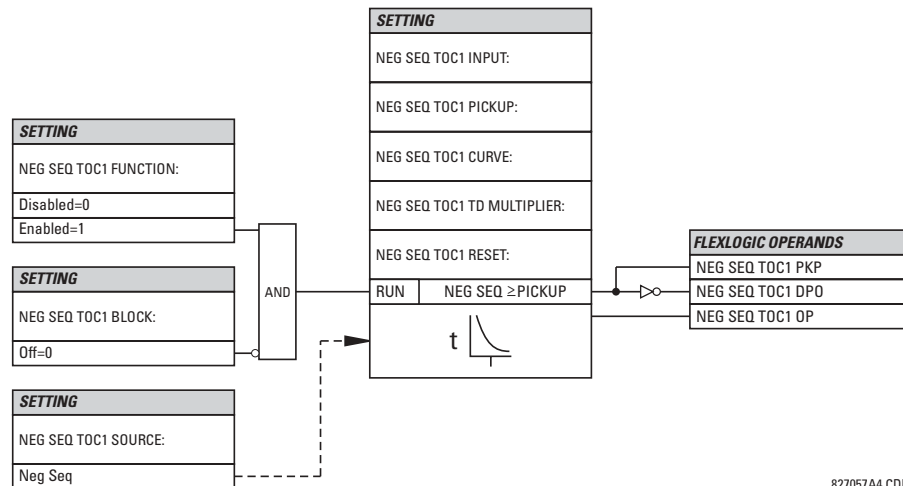 SETTING
NEG SEQ TOC1 FUNCTION:
Disabled=0
Enabled=1
SETTING
NEG SEQ TOC1 BLOCK:
Off=0
SETTING
NEG SEQ TOC1 SOURCE:
Neg Seq
AND
SETTING
NEG SEQ TOC1 INPUT:
NEG SEQ TOC1 PICKUP:
NEG SEQ TOC1 CURVE:
NEG SEQ TOC1 TD MULTIPLIER:
NEG SEQ TOC1 RESET:
RUN NEG SEQ ≥PICKUP
t
FLEXLOGIC OPERANDS
NEG SEQ TOC1 PKP
NEG SEQ TOC1 DPO
NEG SEQ TOC1 OP